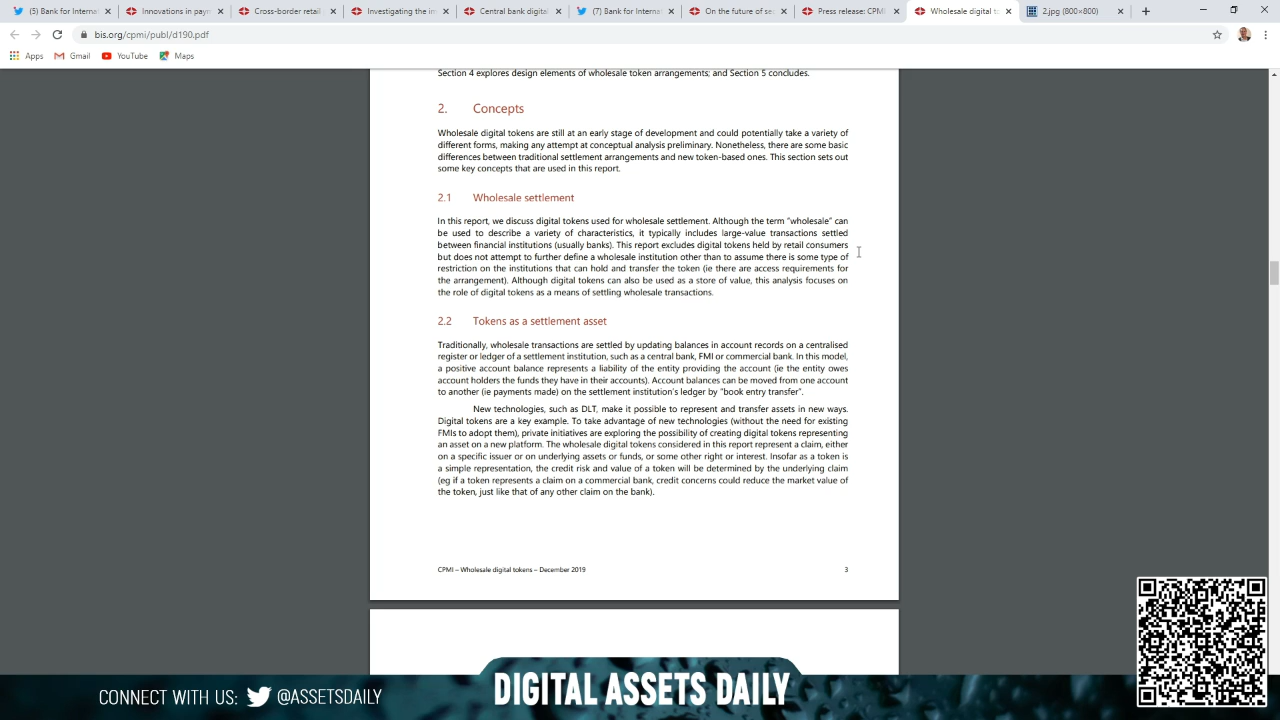 (5) Bank for Internat
Innovations in paym
Cross-border retail
Investigating the im
Central bank digital
(7) Bank for Internat
On the future of sec
Press release: CPMI
Wholesale digital to
2.jpg (800×800)
bis.org/cpmi/publ/d190.pdf
Apps Gmail YouTube Maps
Section 4 explores design elements of wholesale token arrangements; and Section 5 concludes.
2. Concepts
Wholesale digital tokens are still at an early stage of development and could potentially take a variety of
different forms, making any attempt at conceptual analysis preliminary. Nonetheless, there are some basic
differences between traditional settlement arrangements and new token-based ones. This section sets out
some key concepts that are used in this report.
2.1 Wholesale settlement
In this report, we discuss digital tokens used for wholesale settlement. Although the term “wholesale” can
be used to describe a variety of characteristics, it typically includes large-value transactions settled
between financial institutions (usually banks). This report excludes digital tokens held by retail consumers
but does not attempt to further define a wholesale institution other than to assume there is some type of
restriction on the institutions that can hold and transfer the token (ie there are access requirements for
the arrangement). Although digital tokens can also be used as a store of value, this analysis focuses on
the role of digital tokens as a means of settling wholesale transactions.
2.2 Tokens as a settlement asset
Traditionally, wholesale transactions are settled by updating balances in account records on a centralised
register or ledger of a settlement institution, such as a central bank, FMI or commercial bank. In this model,
a positive account balance represents a liability of the entity providing the account (ie the entity owes
account holders the funds they have in their accounts). Account balances can be moved from one account
to another (ie payments made) on the settlement institution’s ledger by “book entry transfer”.
New technologies, such as DLT, make it possible to represent and transfer assets in new ways.
Digital tokens are a key example. To take advantage of new technologies (without the need for existing
FMIs to adopt them), private initiatives are exploring the possibility of creating digital tokens representing
an asset on a new platform. The wholesale digital tokens considered in this report represent a claim, either
on a specific issuer or on underlying assets or funds, or some other right or interest. Insofar as a token is
a simple representation, the credit risk and value of a token will be determined by the underlying claim
(eg if a token represents a claim on a commercial bank, credit concerns could reduce the market value of
the token, just like that of any other claim on the bank).
CPMI – Wholesale digital tokens – December 2019 3
CONNECT WITH US: @ASSETSDAILY
DIGITAL ASSETS DAILY